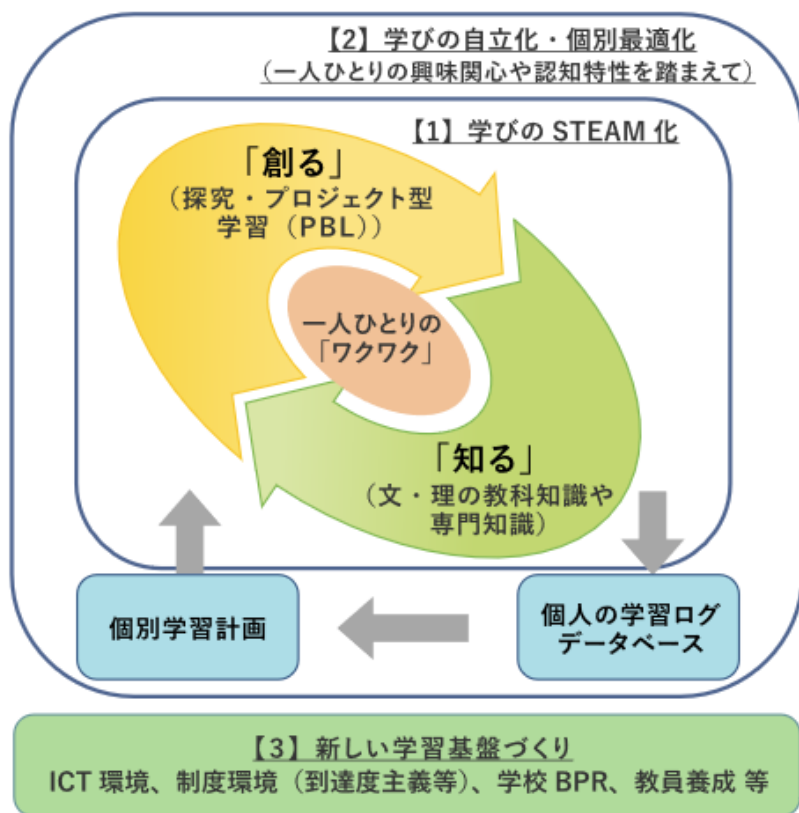 【2】学びの自立化・個別最適化
（一人ひとりの興味関心や認知特性を踏まえて）
【1】学びの STEAM 化
「創る」
（探究・プロジェクト型
学習（PBL））
一人ひとりの
「ワクワク」
「知る」
（文・理の教科知識や
専門知識）
個別学習計画
個人の学習ログ
データベース
【3】新しい学習基盤づくり
ICT 環境、制度環境（到達度主義等）、学校 BPR、教員養成 等